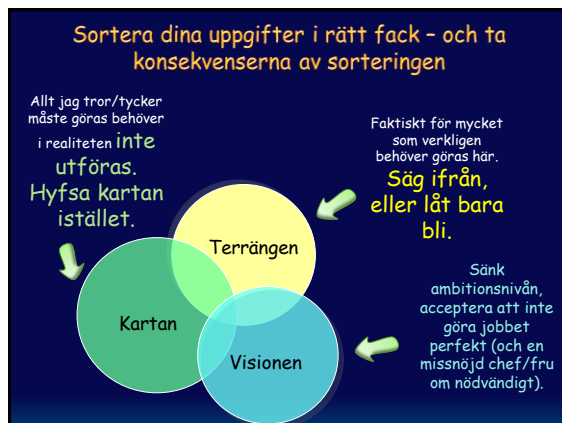 Sortera dina uppgifter i rätt fack – och ta
konsekvenserna av sorteringen
Allt jag tror/tycker
måste göras behöver
i realiteten inte
utföras.
Hyfsa kartan
istället.
Faktiskt för mycket
som verkligen
behöver göras här.
Säg ifrån,
eller låt bara
bli.
Terrängen
Kartan
Visionen
Sänk
ambitionsnivån,
acceptera att inte
göra jobbet
perfekt (och en
missnöjd chef/fru
om nödvändigt).